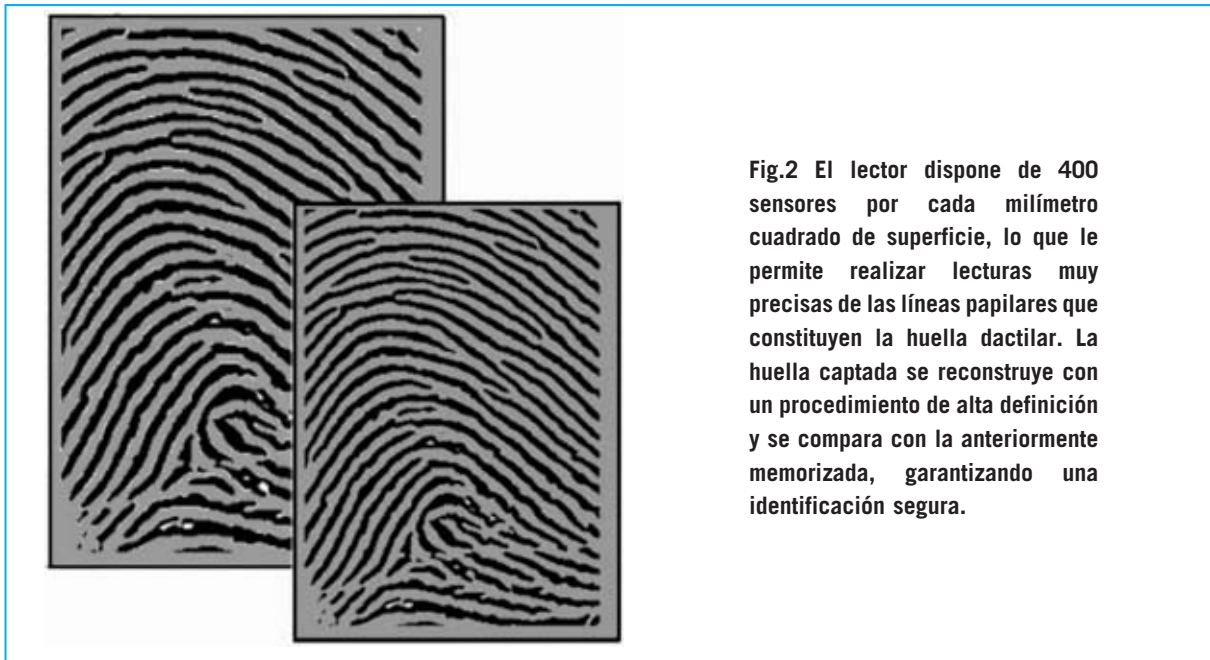 Fig.2 El lector dispone de 400
sensores por cada milímetro
cuadrado de superficie, lo que le
permite realizar lecturas muy
precisas de las líneas papilares que
constituyen la huella dactilar. La
huella captada se reconstruye con
un procedimiento de alta definición
y se compara con la anteriormente
memorizada, garantizando una
identificación segura.